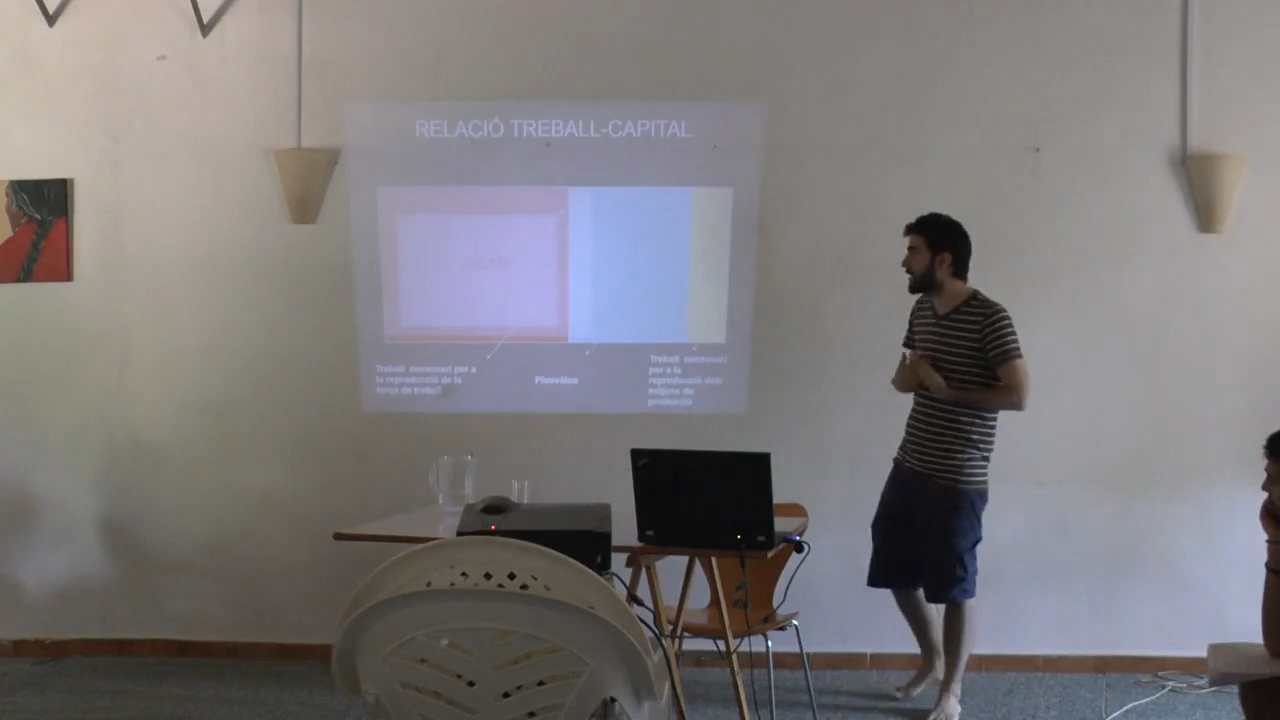 RELACIÓ TREBALL-CAPITAL
Treball necessari per a
la reproducció de la
força de treball
Plusvàlua
Treball necessari
per a la
reproducció dels
mitjans de
producció